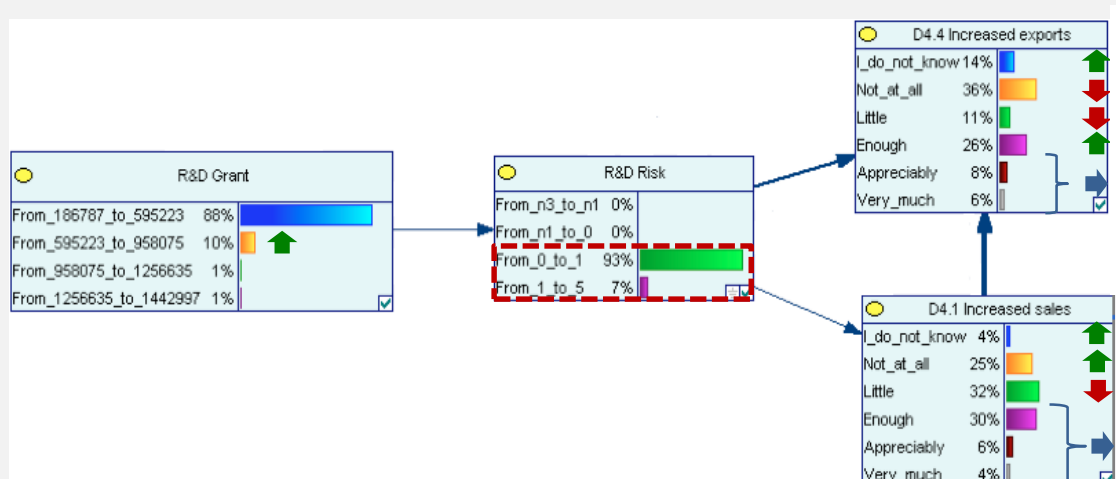 D4.4 Increased exports
I_do_not_know 14%
Not_at_all 36%
Little 11%
Enough 26%
Appreciably 8%
Very_much 6%
R&D Grant
From_186787_to_595223 88%
From_595223_to_958075 10%
From_958075_to_1256635 1%
From_1256635_to_1442997 1%
R&D Risk
From_n3_to_n1 0%
From_n1_to_0 0%
From_0_to_1 93%
From_1_to_5 7%
D4.1 Increased sales
I_do_not_know 4%
Not_at_all 25%
Little 32%
Enough 30%
Appreciably 6%
Very_much 4%